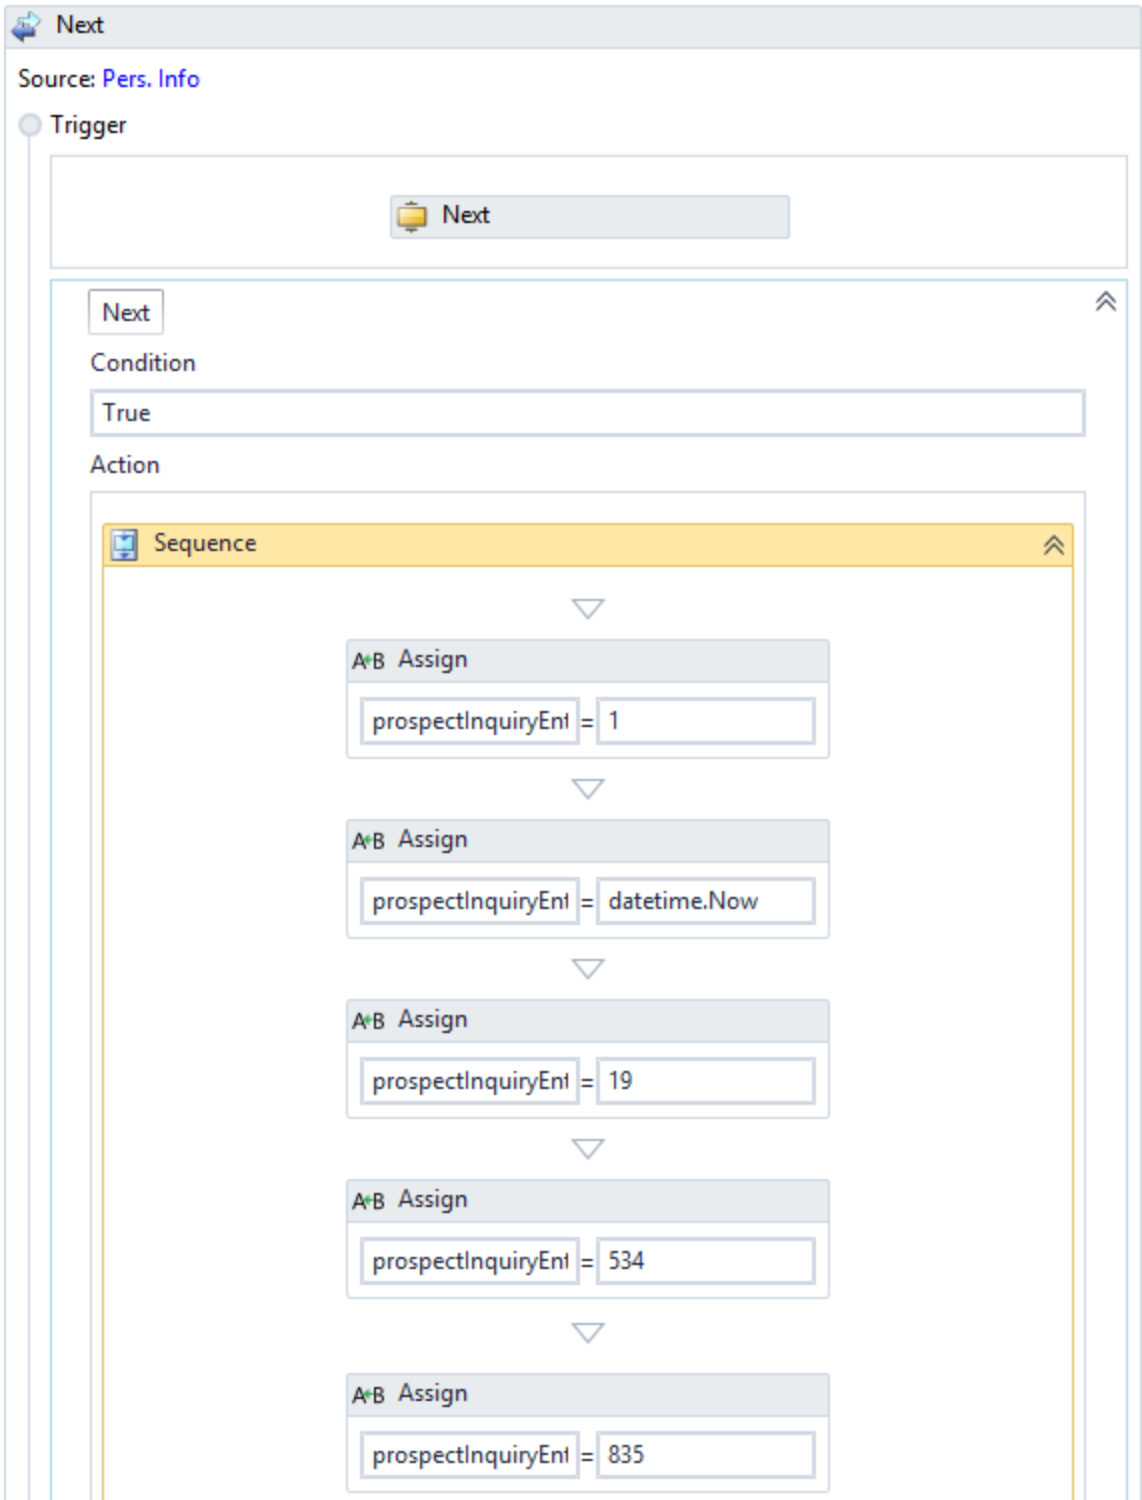 Next
Source: Pers. Info
Trigger
Next
Next
Condition
True
Action
Sequence
A+B Assign
prospectInquiryEnt = 1
A+B Assign
prospectInquiryEnt = datetime.Now
A+B Assign
prospectInquiryEnt = 19
A+B Assign
prospectInquiryEnt = 534
A+B Assign
prospectInquiryEnt = 835